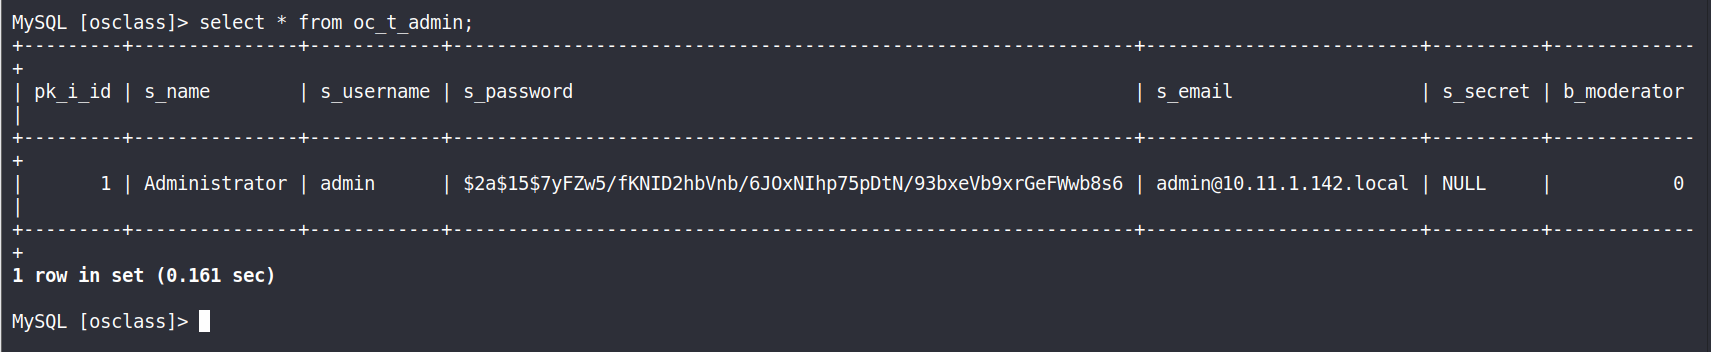 MySQL [osclass]> select * from oc_t_admin;
+---------+---------------+------------+--------------------------------------------------------------+-------------------------+----------+-------------
+
| pk_i_id | s_name        | s_username | s_password                                                   | s_email                 | s_secret | b_moderator
|
+---------+---------------+------------+--------------------------------------------------------------+-------------------------+----------+-------------
+
|       1 | Administrator | admin      | $2a$15$7yFZw5/fKNID2hbVnb/6JOxNIhp75pDtN/93bxeVb9xrGeFWwb8s6 | admin@10.11.1.142.local | NULL     |           0
|
+---------+---------------+------------+--------------------------------------------------------------+-------------------------+----------+-------------
+
1 row in set (0.161 sec)
MySQL [osclass]>